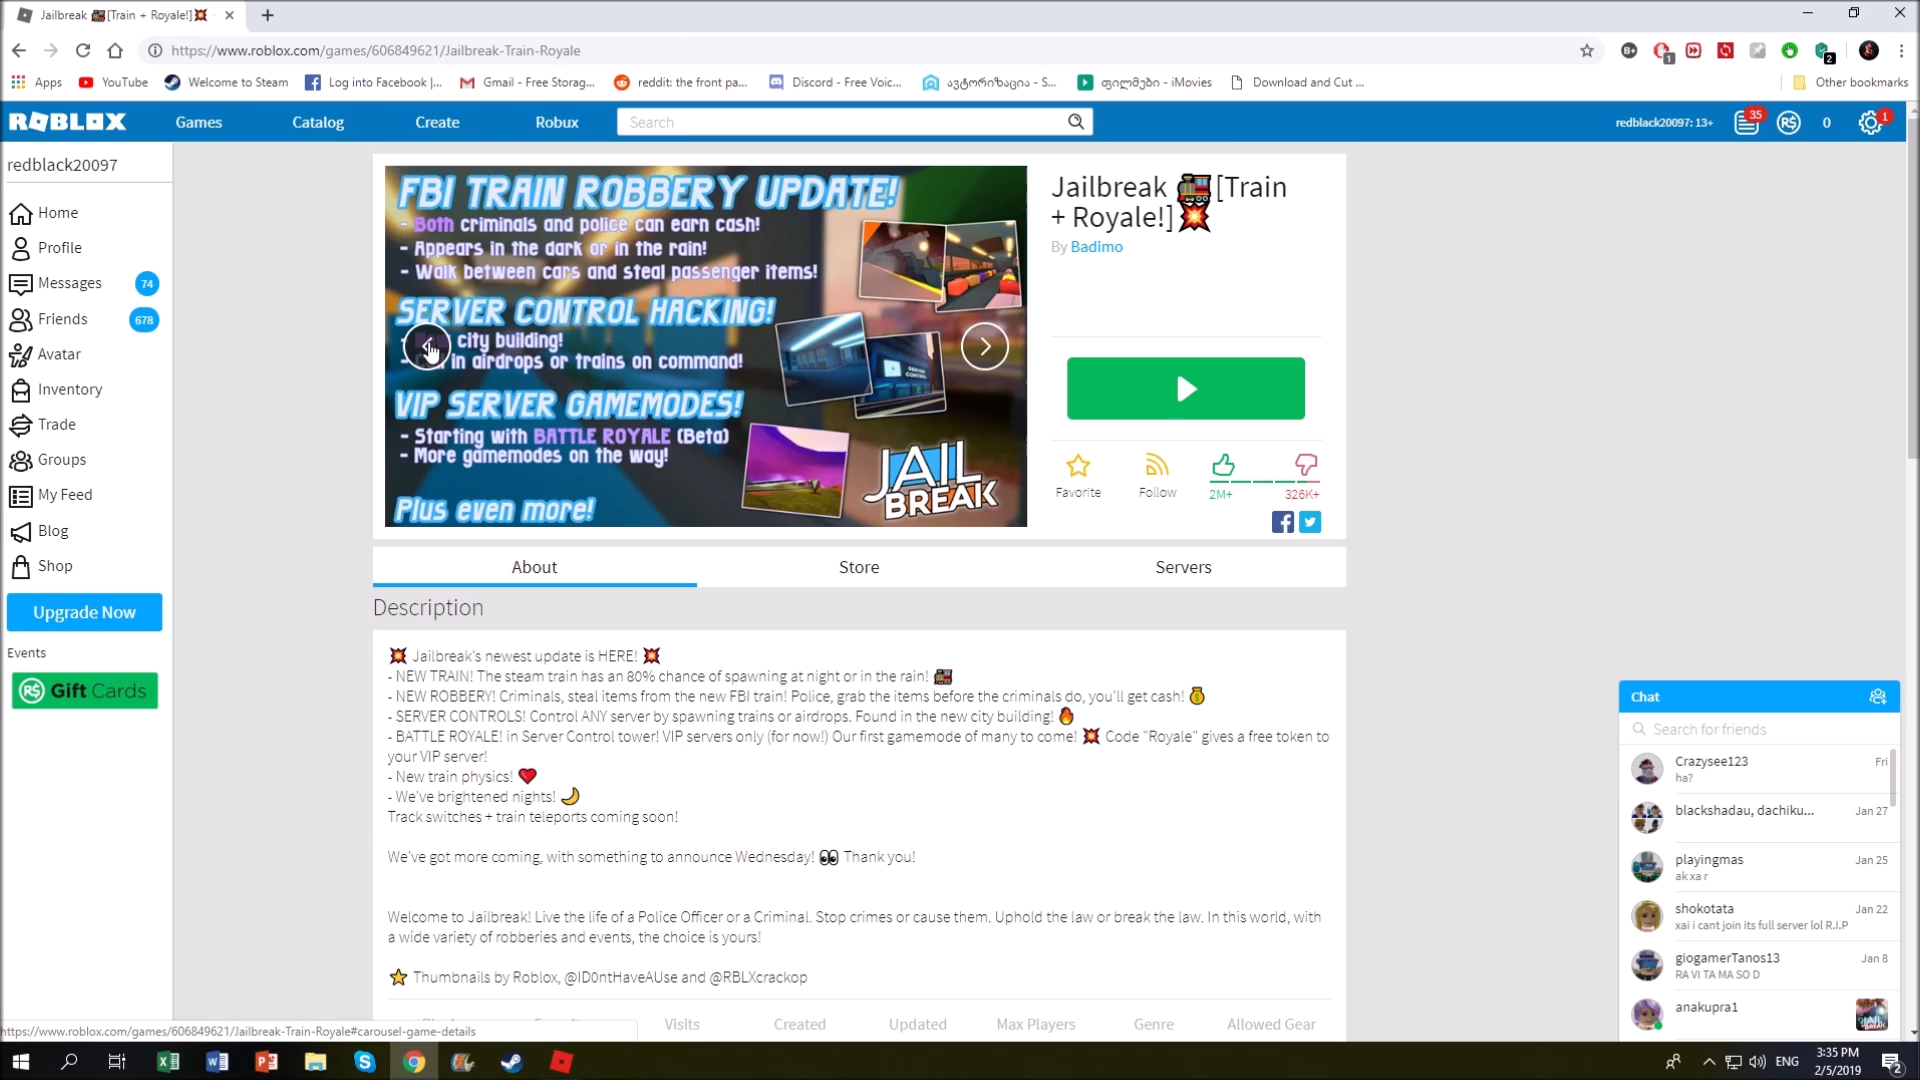 Jailbreak 🚂[Train + Royale!]💥
https://www.roblox.com/games/606849621/Jailbreak-Train-Royale
1
2
Apps
YouTube
Welcome to Steam
Log into Facebook |...
Gmail - Free Storag...
reddit: the front pa...
Discord - Free Voic...
ავტორიზაცია - S...
ფილმები - iMovies
Download and Cut ...
Other bookmarks
ROBLOX
Games
Catalog
Create
Robux
Search
redblack20097: 13+
35
R$
0
1
redblack20097
Home
Profile
Messages 74
Friends 678
Avatar
Inventory
Trade
Groups
My Feed
Blog
Shop
Upgrade Now
Events
R$ Gift Cards
FBI TRAIN ROBBERY UPDATE!
- Both criminals and police can earn cash!
- Appears in the dark or in the rain!
- Walk between cars and steal passenger items!
SERVER CONTROL HACKING!
city building!
in airdrops or trains on command!
VIP SERVER GAMEMODES!
- Starting with BATTLE ROYALE (Beta)
- More gamemodes on the way!
Plus even more!
JAIL
BREAK
Jailbreak 🚂[Train
+ Royale!]💥
By Badimo
Favorite
Follow
2M+
326K+
About
Store
Servers
Description
💥 Jailbreak's newest update is HERE! 💥
- NEW TRAIN! The steam train has an 80% chance of spawning at night or in the rain! 🚂
- NEW ROBBERY! Criminals, steal items from the new FBI train! Police, grab the items before the criminals do, you'll get cash! 💰
- SERVER CONTROLS! Control ANY server by spawning trains or airdrops. Found in the new city building! 🔥
- BATTLE ROYALE! in Server Control tower! VIP servers only (for now!) Our first gamemode of many to come! 💥 Code "Royale" gives a free token to
your VIP server!
- New train physics! ❤️
- We've brightened nights! 🌙
Track switches + train teleports coming soon!
We've got more coming, with something to announce Wednesday! 👀 Thank you!
Welcome to Jailbreak! Live the life of a Police Officer or a Criminal. Stop crimes or cause them. Uphold the law or break the law. In this world, with
a wide variety of robberies and events, the choice is yours!
⭐ Thumbnails by Roblox, @ID0ntHaveAUse and @RBLXcrackop
Visits
Created
Updated
Max Players
Genre
Allowed Gear
https://www.roblox.com/games/606849621/Jailbreak-Train-Royale#carousel-game-details
Chat
Search for friends
Crazysee123 Fri
ha?
blackshadau, dachiku... Jan 27
playingmas Jan 25
ak xa r
shokotata Jan 22
xai i cant join its full server lol R.I.P
giogamerTanos13 Jan 8
RA VI TA MA SO D
anakupra1
ENG
3:35 PM
2/5/2019
2